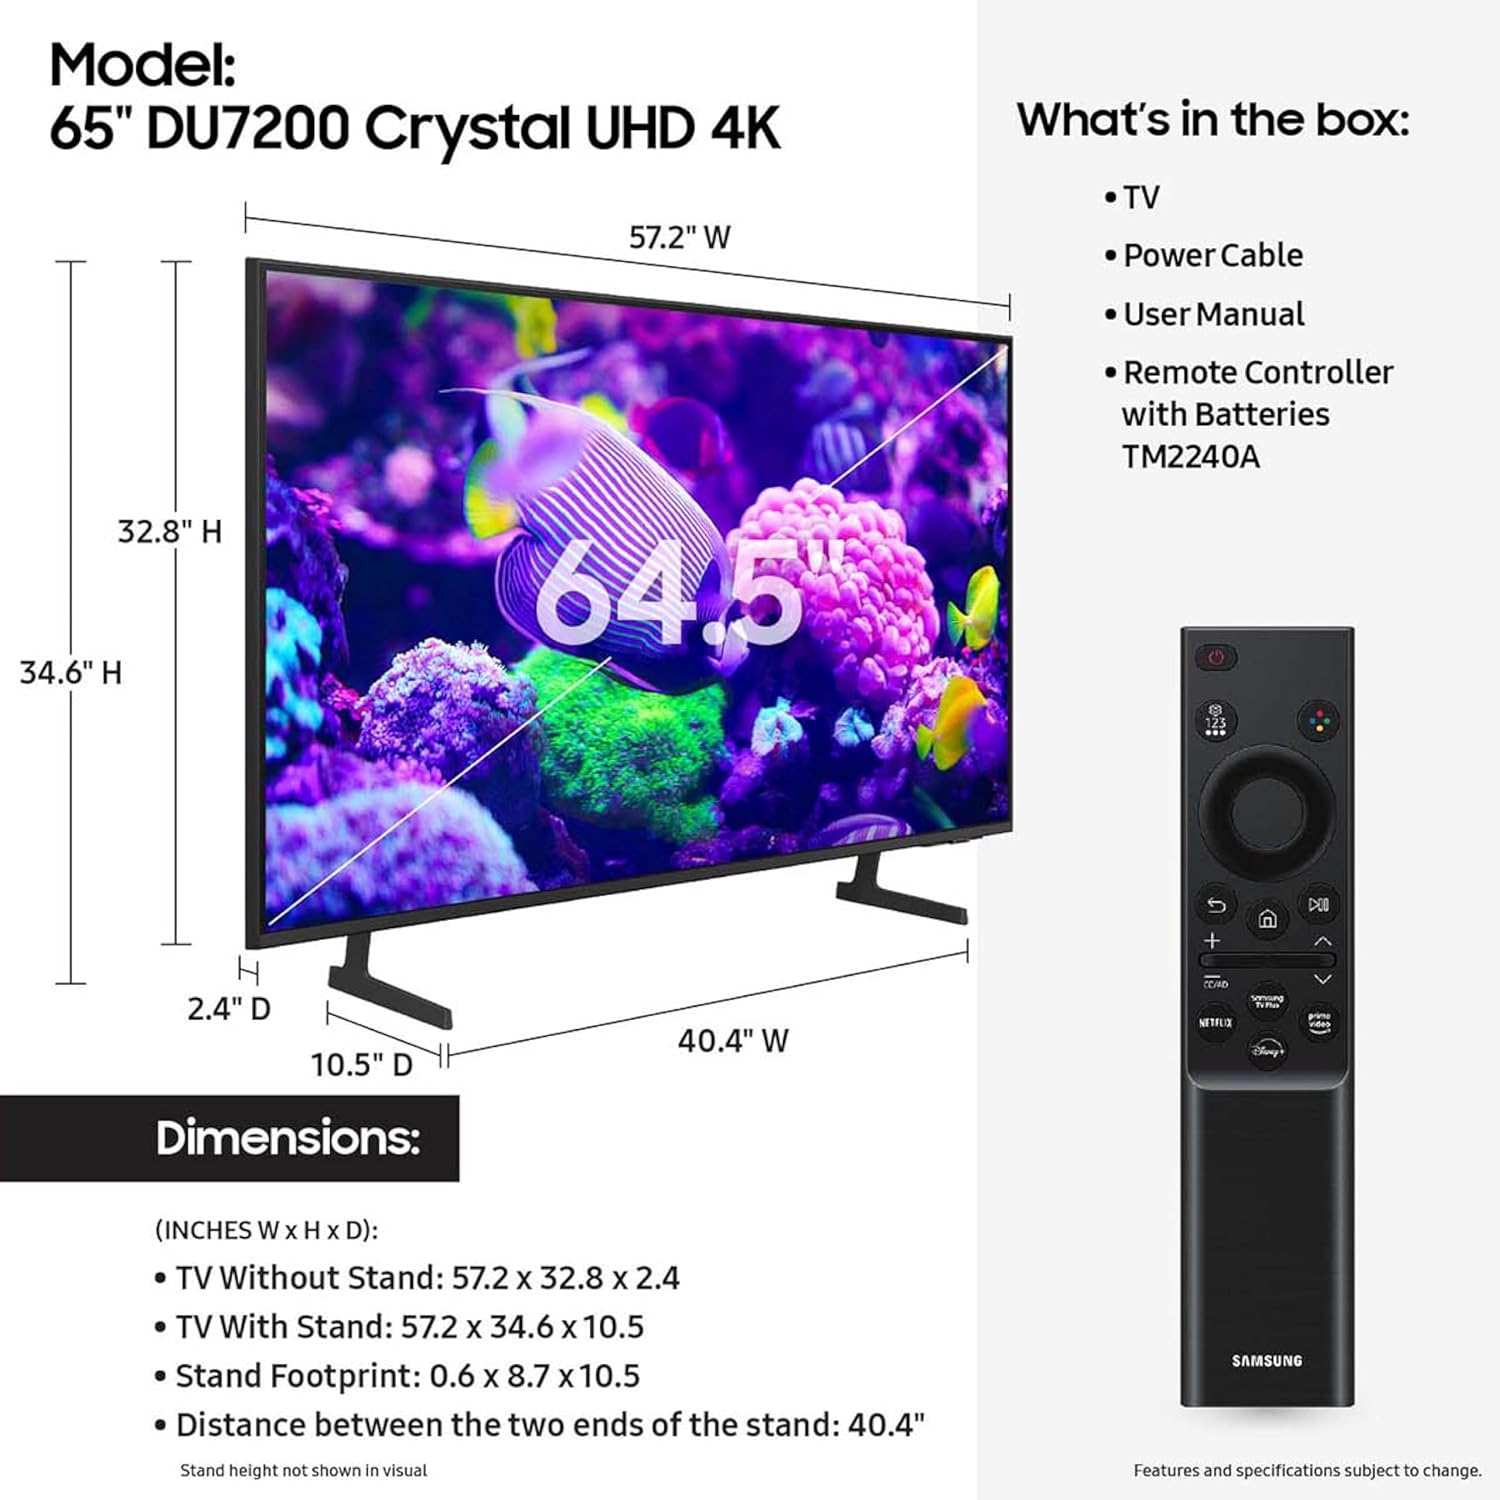 Model:
65" DU7200 Crystal UHD 4K
57.2" W
32.8" H
34.6" H
64.5"
2.4" D
10.5" D
40.4" W
Dimensions:
(INCHES W x H x D):
• TV Without Stand: 57.2 x 32.8 x 2.4
• TV With Stand: 57.2 x 34.6 x 10.5
• Stand Footprint: 0.6 x 8.7 x 10.5
• Distance between the two ends of the stand: 40.4"
Stand height not shown in visual
What's in the box:
• TV
• Power Cable
• User Manual
• Remote Controller
with Batteries
TM2240A
123
CC/AD
Samsung
TV Plus
NETFLIX
prime
video
Disney+
SAMSUNG
Features and specifications subject to change.